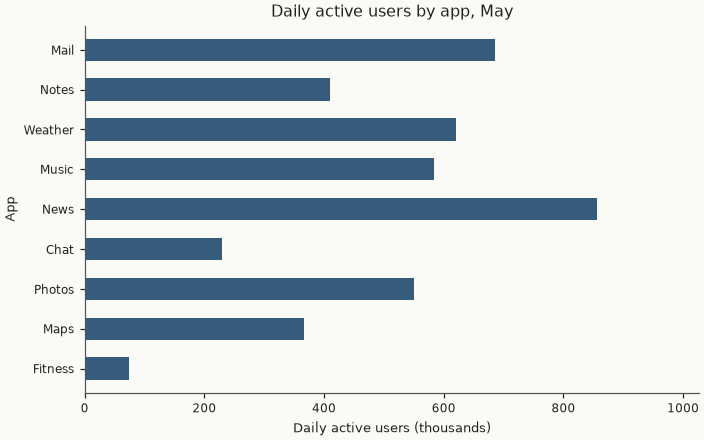 Daily active users by app, May
App
Mail
Notes
Weather
Music
News
Chat
Photos
Maps
Fitness
0 200 400 600 800 1000
Daily active users (thousands)